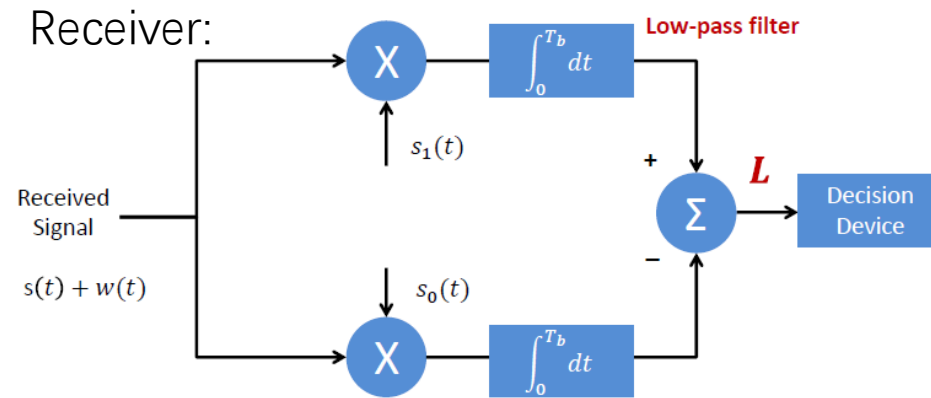 Receiver:
Low-pass filter
X
∫₀^{T_b} dt
s₁(t)
+
L
Received
Signal
Σ
Decision
Device
−
s(t) + w(t)
s₀(t)
X
∫₀^{T_b} dt